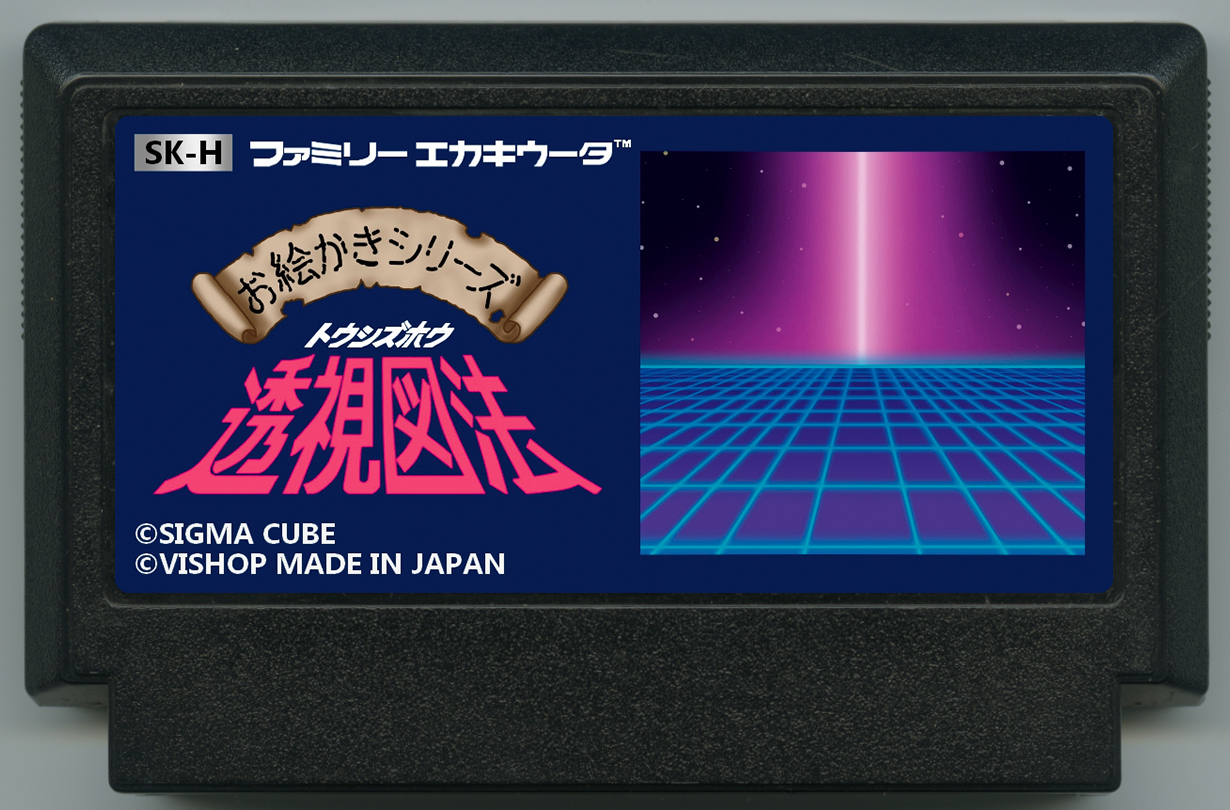 SK-H ファミリー エカキウータ™
お絵かきシリーズ
トウシズホウ
透視図法
©SIGMA CUBE
©VISHOP MADE IN JAPAN